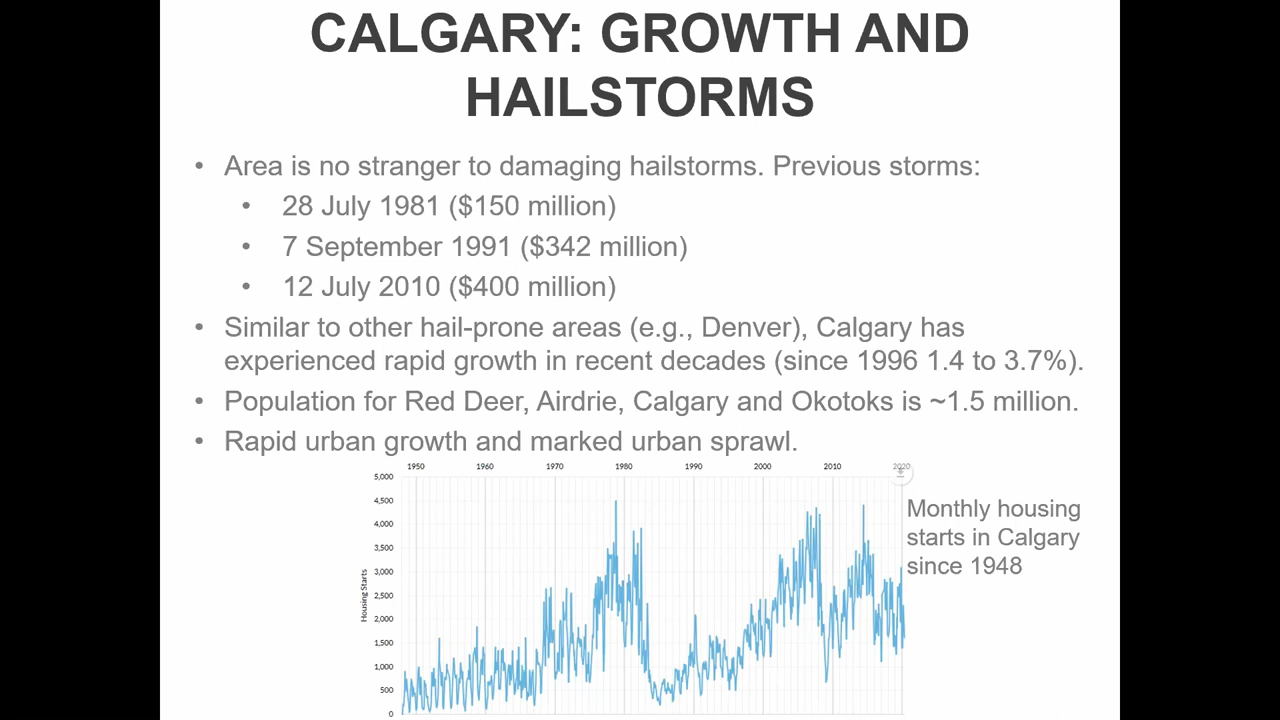 CALGARY: GROWTH AND
HAILSTORMS
• Area is no stranger to damaging hailstorms. Previous storms:
• 28 July 1981 ($150 million)
• 7 September 1991 ($342 million)
• 12 July 2010 ($400 million)
• Similar to other hail-prone areas (e.g., Denver), Calgary has
experienced rapid growth in recent decades (since 1996 1.4 to 3.7%).
• Population for Red Deer, Airdrie, Calgary and Okotoks is ~1.5 million.
• Rapid urban growth and marked urban sprawl.
1950 1960 1970 1980 1990 2000 2010 2020
5,000
4,500
4,000
3,500
3,000
2,500
2,000
1,500
1,000
500
0
Housing Starts
Monthly housing
starts in Calgary
since 1948